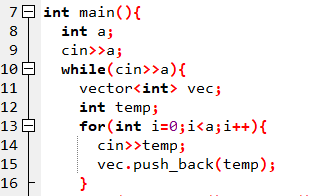 7 int main(){
8 int a;
9 cin>>a;
10 while(cin>>a){
11 vector<int> vec;
12 int temp;
13 for(int i=0;i<a;i++){
14 cin>>temp;
15 vec.push_back(temp);
16 }